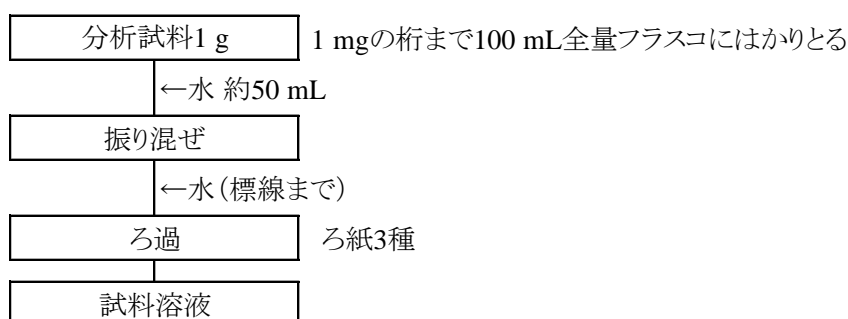 分析試料1 g 1 mgの桁まで100 mL全量フラスコにはかりとる
←水 約50 mL
振り混ぜ
←水（標線まで）
ろ過 ろ紙3種
試料溶液